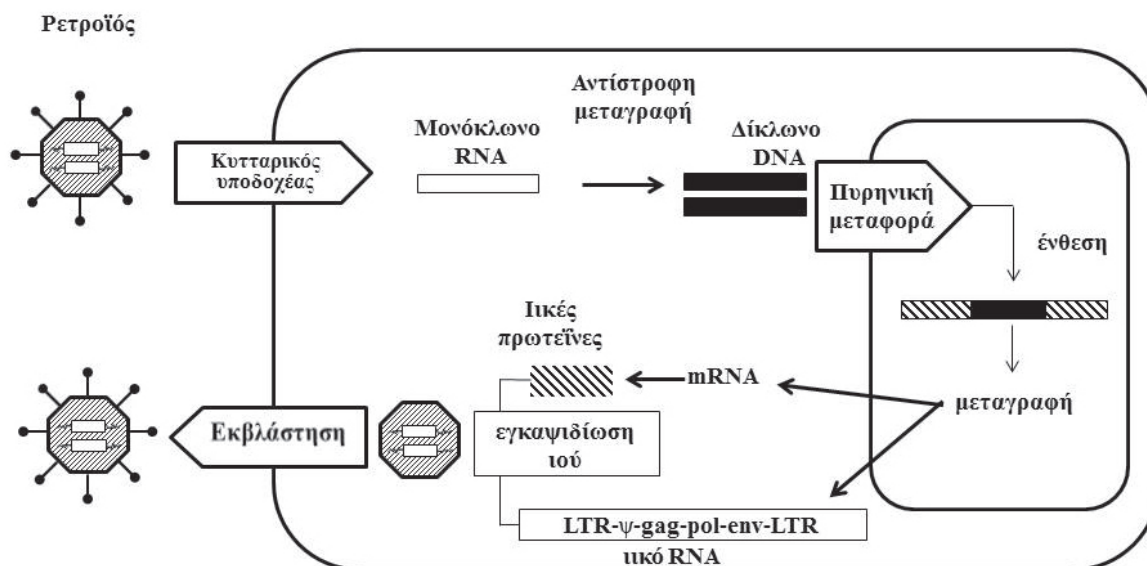 Ρετροϊός
Κυτταρικός
υποδοχέας
Μονόκλωνο
RNA
Αντίστροφη
μεταγραφή
Δίκλωνο
DNA
Πυρηνική
μεταφορά
ένθεση
μεταγραφή
mRNA
Ιικές
πρωτεΐνες
εγκαψιδίωση
ιού
Εκβλάστηση
LTR-ψ-gag-pol-env-LTR
ιικό RNA